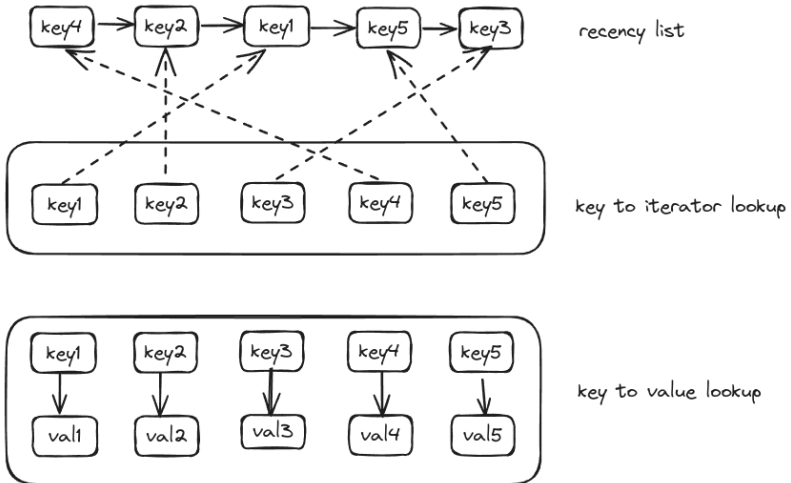 key4 key2 key1 key5 key3 recency list
key1 key2 key3 key4 key5 key to iterator lookup
key1 key2 key3 key4 key5
key to value lookup
val1 val2 val3 val4 val5